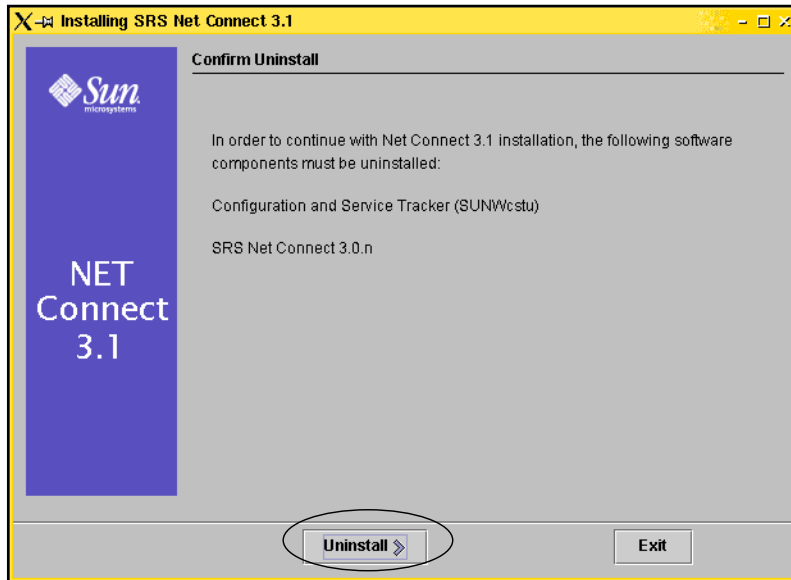 Installing SRS Net Connect 3.1
Confirm Uninstall
Sun
microsystems
In order to continue with Net Connect 3.1 installation, the following software
components must be uninstalled:
Configuration and Service Tracker (SUNWcstu)
SRS Net Connect 3.0.n
NET
Connect
3.1
Uninstall
Exit